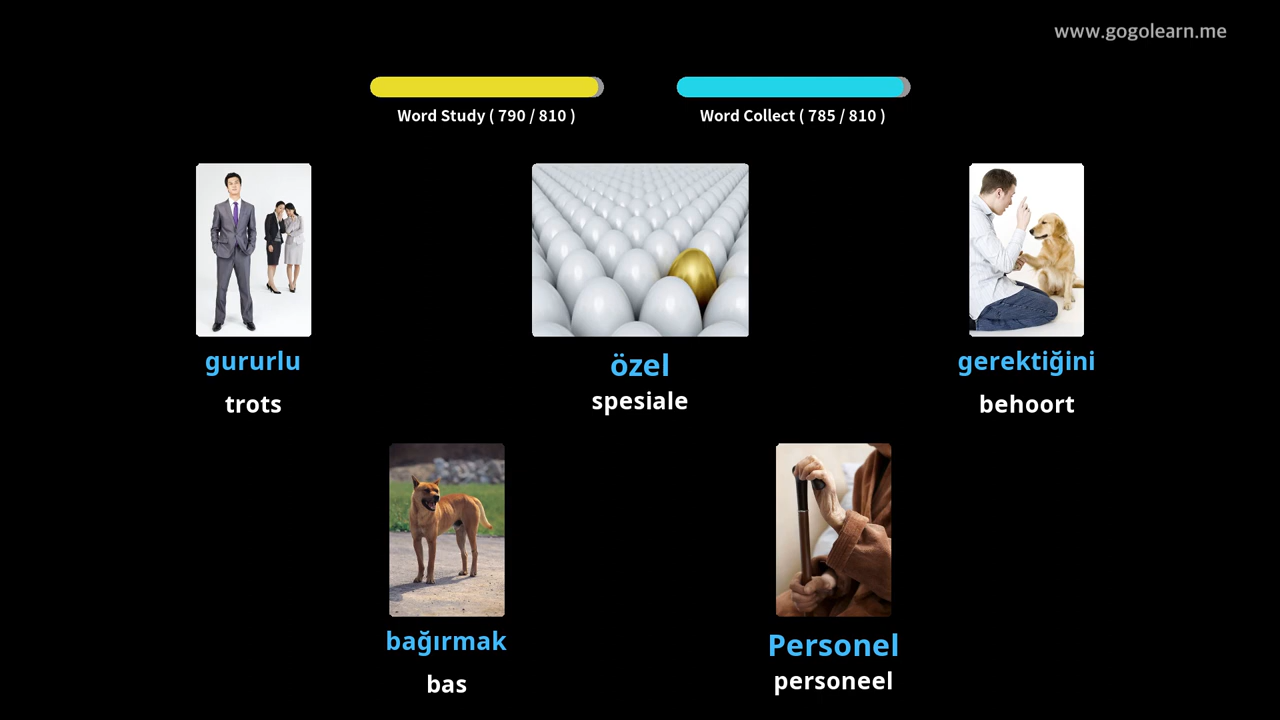 www.gogolearn.me
Word Study ( 790 / 810 )
Word Collect ( 785 / 810 )
gururlu
trots
özel
spesiale
gerektiğini
behoort
bağırmak
bas
Personel
personeel